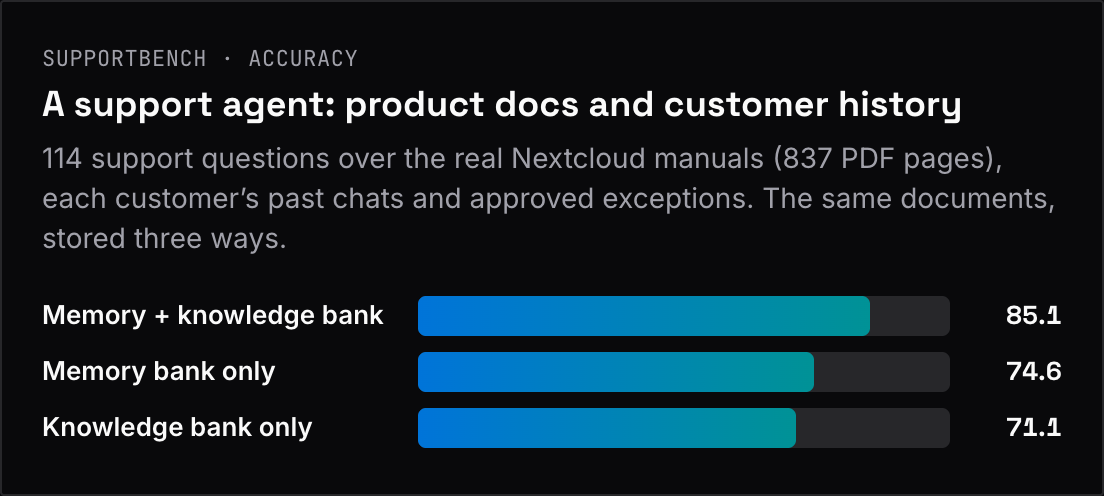 SUPPORTBENCH · ACCURACY
A support agent: product docs and customer history
114 support questions over the real Nextcloud manuals (837 PDF pages),
each customer’s past chats and approved exceptions. The same documents,
stored three ways.
Memory + knowledge bank 85.1
Memory bank only 74.6
Knowledge bank only 71.1